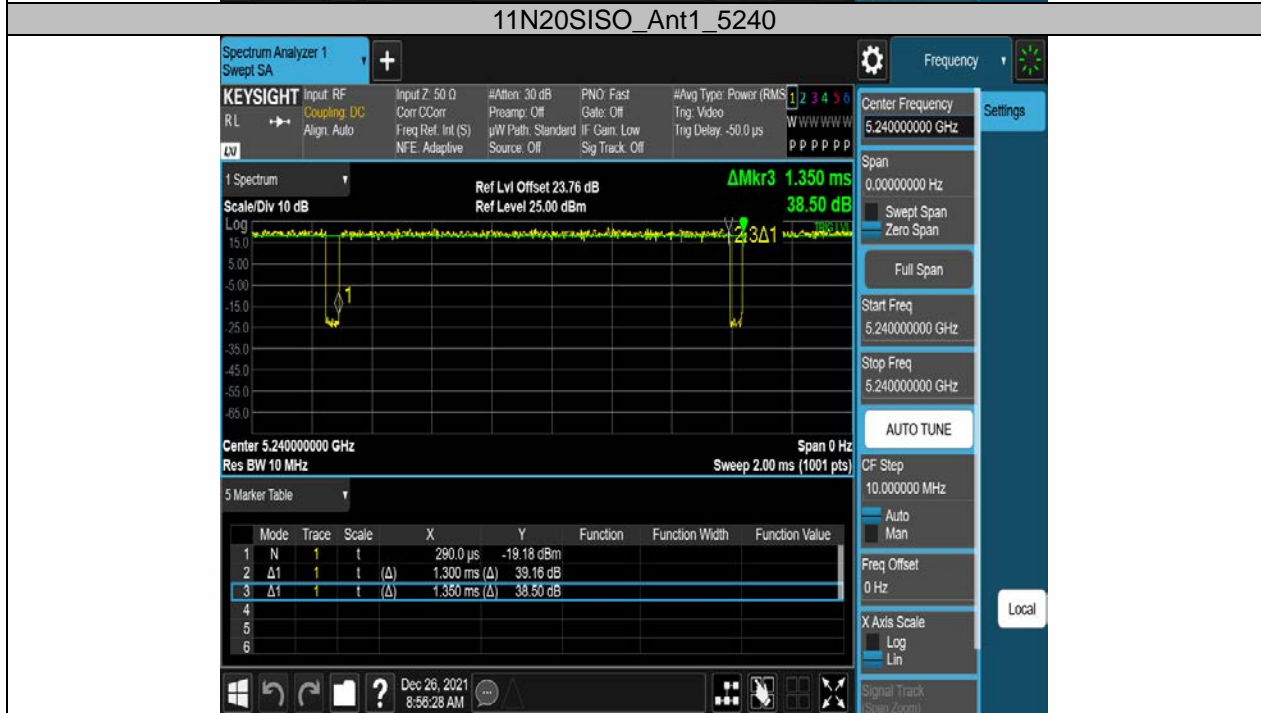 11N20SISO_Ant1_5240
Spectrum Analyzer 1
Swept SA
+
Frequency
KEYSIGHT
RL
LXI
Input: RF
Coupling: DC
Align: Auto
Input Z: 50 Ω
Corr CCorr
Freq Ref: Int (S)
NFE: Adaptive
#Atten: 30 dB
Preamp: Off
µW Path: Standard
Source: Off
PNO: Fast
Gate: Off
IF Gain: Low
Sig Track: Off
#Avg Type: Power (RMS
Trig: Video
Trig Delay: -50.0 µs
1 2 3 4 5 6
W W W W W W
P P P P P P
1 Spectrum
Scale/Div 10 dB
Ref Lvl Offset 23.76 dB
Ref Level 25.00 dBm
ΔMkr3 1.350 ms
38.50 dB
Log
TRIG LVL
15.0
5.00
-5.00
-15.0
-25.0
-35.0
-45.0
-55.0
-65.0
1
2
3Δ1
Center 5.240000000 GHz
Res BW 10 MHz
Span 0 Hz
Sweep 2.00 ms (1001 pts)
5 Marker Table
Mode Trace Scale X Y Function Function Width Function Value
1 N 1 t 290.0 µs -19.18 dBm
2 Δ1 1 t (Δ) 1.300 ms (Δ) 39.16 dB
3 Δ1 1 t (Δ) 1.350 ms (Δ) 38.50 dB
4
5
6
Center Frequency
5.240000000 GHz
Settings
Span
0.00000000 Hz
Swept Span
Zero Span
Full Span
Start Freq
5.240000000 GHz
Stop Freq
5.240000000 GHz
AUTO TUNE
CF Step
10.000000 MHz
Auto
Man
Freq Offset
0 Hz
X Axis Scale
Log
Lin
Local
Signal Track
(Span Zoom)
?
Dec 26, 2021
8:56:28 AM